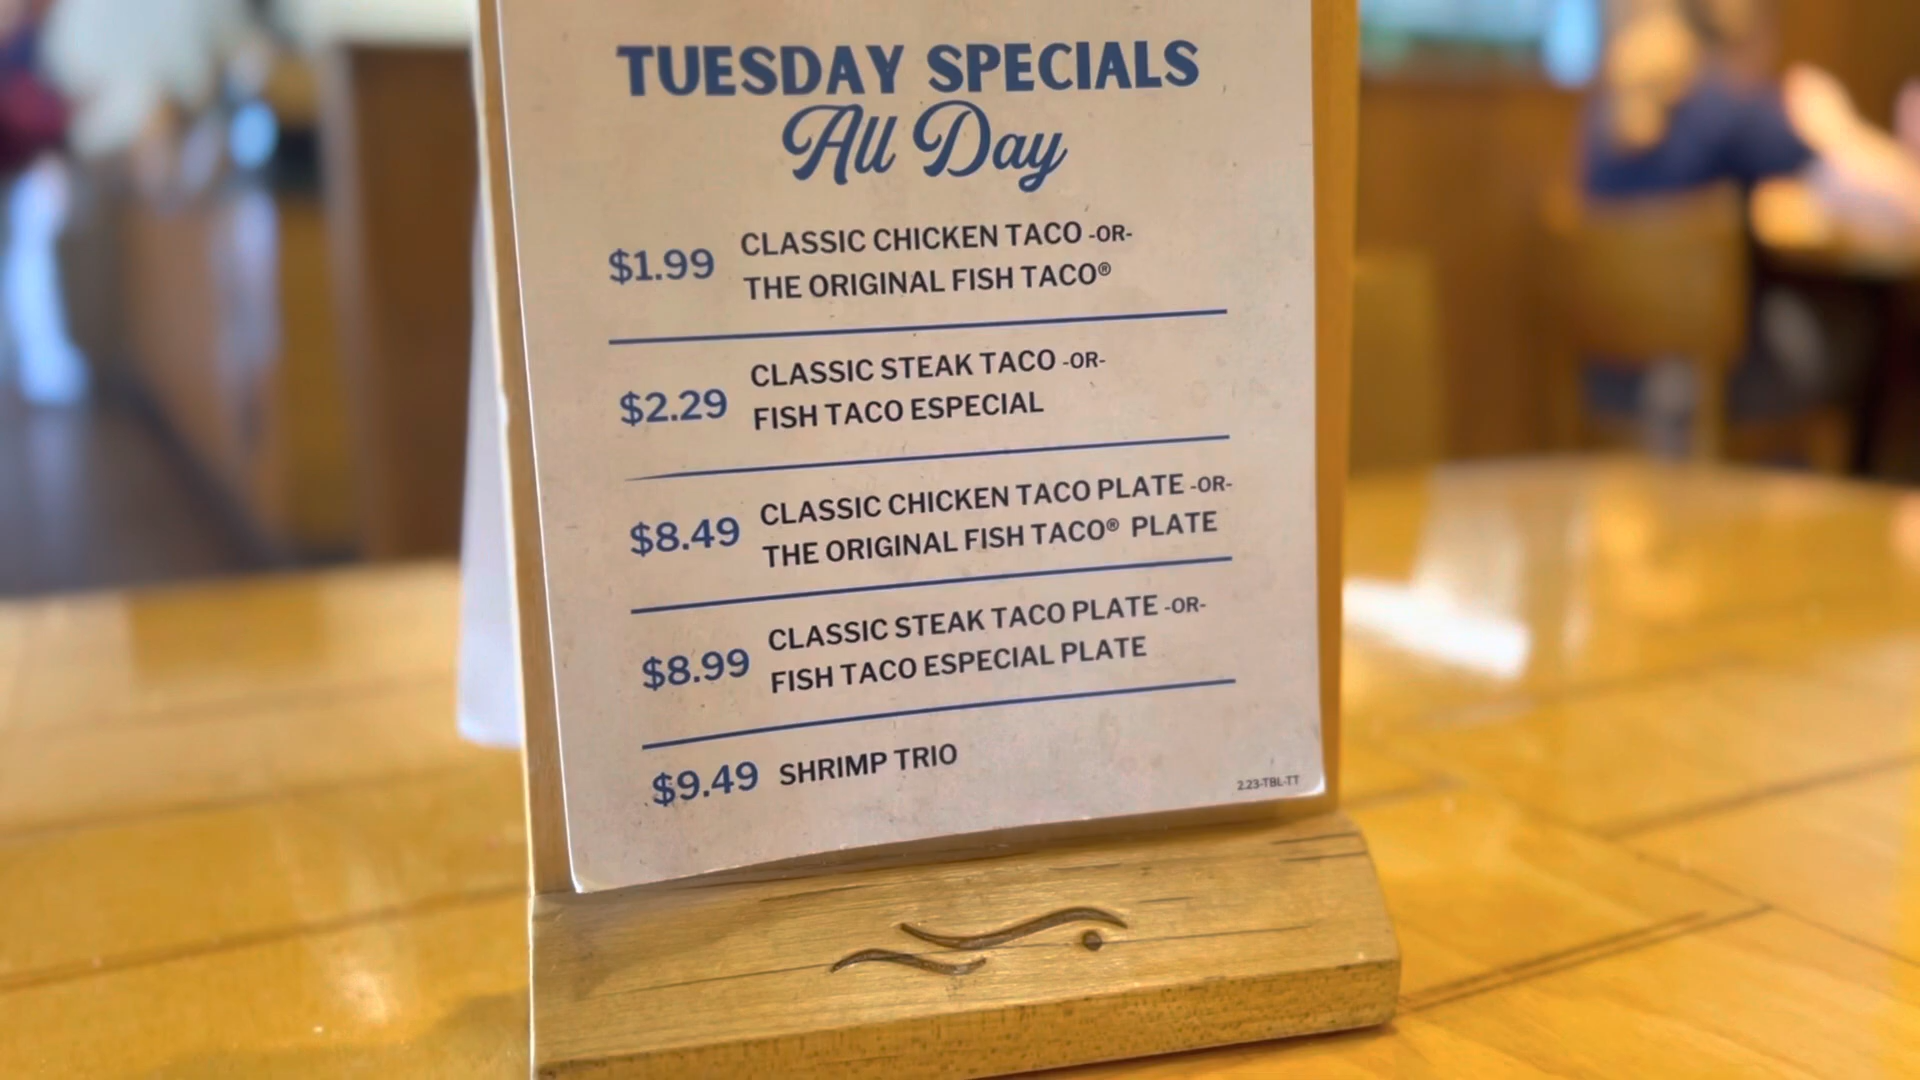 TUESDAY SPECIALS
All Day
$1.99 CLASSIC CHICKEN TACO -OR-
THE ORIGINAL FISH TACO®
$2.29 CLASSIC STEAK TACO -OR-
FISH TACO ESPECIAL
$8.49 CLASSIC CHICKEN TACO PLATE -OR-
THE ORIGINAL FISH TACO® PLATE
$8.99 CLASSIC STEAK TACO PLATE -OR-
FISH TACO ESPECIAL PLATE
$9.49 SHRIMP TRIO
2.23-TBL-TT